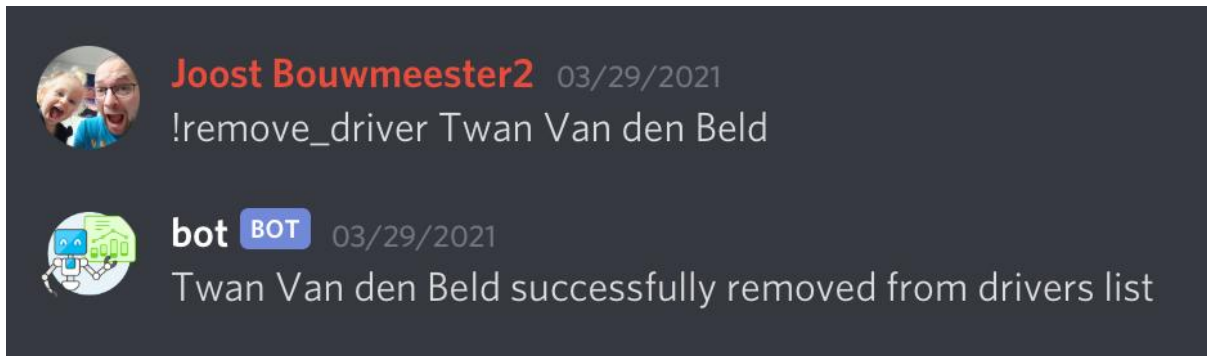 Joost Bouwmeester2 03/29/2021
!remove_driver Twan Van den Beld
bot BOT 03/29/2021
Twan Van den Beld successfully removed from drivers list